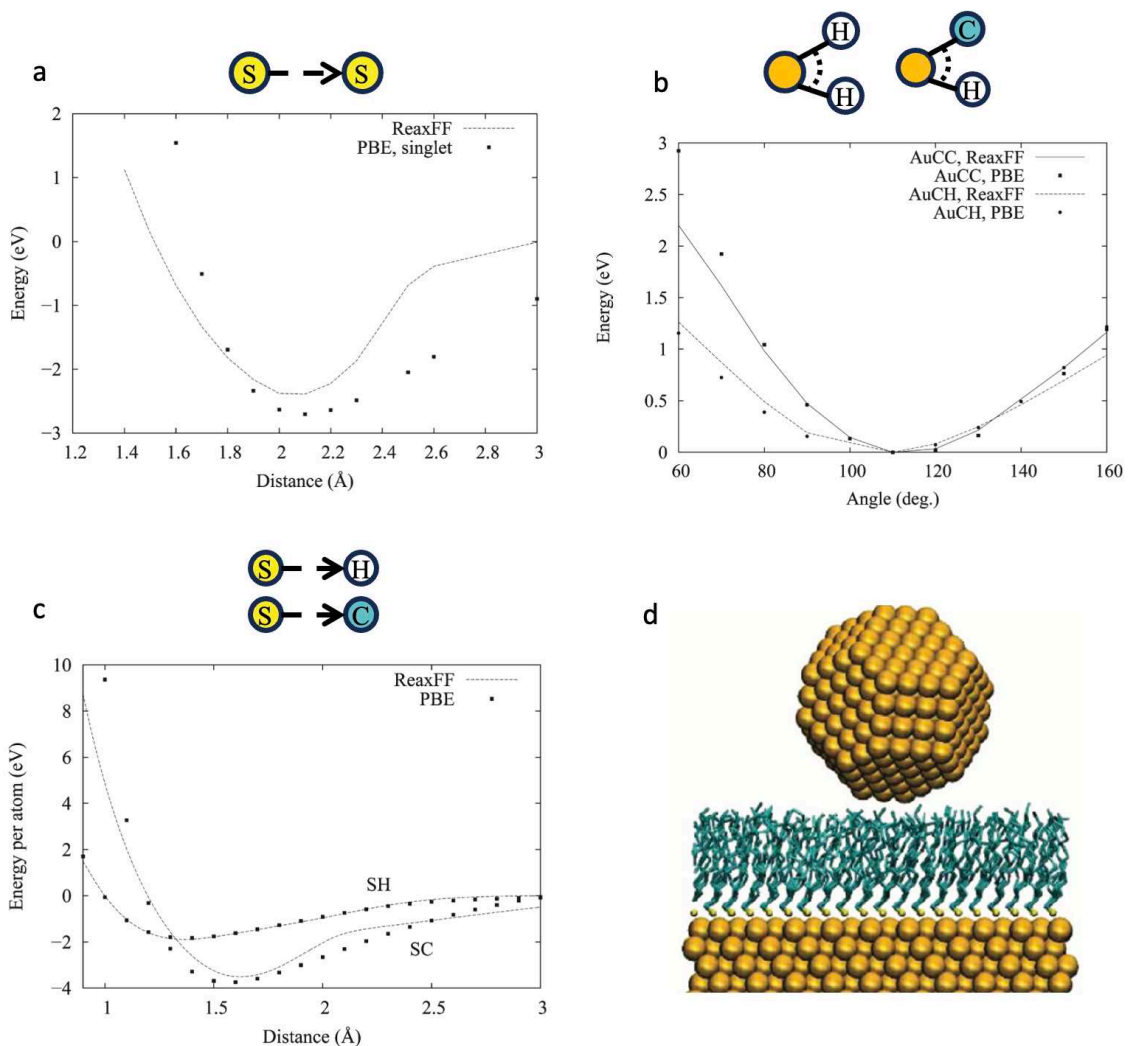 a
S S
ReaxFF
PBE, singlet
2
1
0
−1
−2
−3
Energy (eV)
1.2 1.4 1.6 1.8 2 2.2 2.4 2.6 2.8 3
Distance (Å)
b
H
H
C
H
AuCC, ReaxFF
AuCC, PBE
AuCH, ReaxFF
AuCH, PBE
3
2.5
2
1.5
1
0.5
0
Energy (eV)
60 80 100 120 140 160
Angle (deg.)
c
S H
S C
ReaxFF
PBE
10
8
6
4
2
0
−2
−4
Energy per atom (eV)
SH
SC
1 1.5 2 2.5 3
Distance (Å)
d